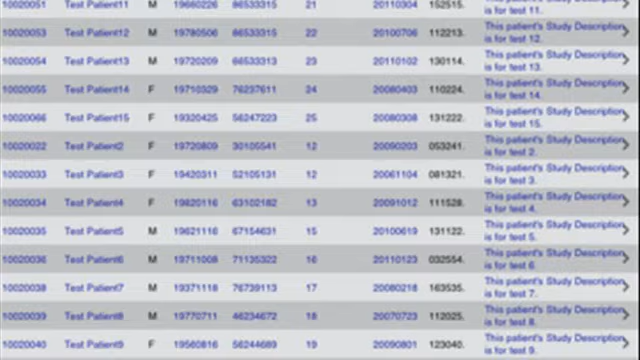 10020051 Test Patient11 M 19660226 86533315 21 20110304 152515. This patient's Study Description
is for test 11.
10020053 Test Patient12 M 19780506 66533315 22 20100706 112213. This patient's Study Description
is for test 12.
10020054 Test Patient13 M 19720209 66533313 23 20110102 130114. This patient's Study Description
is for test 13.
10020055 Test Patient14 F 19710329 76237611 24 20080403 110224. This patient's Study Description
is for test 14.
10020066 Test Patient15 F 19320425 56247223 25 20080308 131222. This patient's Study Description
is for test 15.
10020022 Test Patient2 F 19720809 30105541 12 20090203 053241. This patient's Study Description
is for test 2.
10020033 Test Patient3 F 19420311 52105131 12 20061104 081321. This patient's Study Description
is for test 3.
10020034 Test Patient4 F 19820116 63102182 13 20091012 111528. This patient's Study Description
is for test 4.
10020035 Test Patient5 M 19621116 67154631 15 20100619 131122. This patient's Study Description
is for test 5.
10020036 Test Patient6 M 19711008 71135322 16 20110123 032554. This patient's Study Description
is for test 6.
10020038 Test Patient7 M 19371118 76739113 17 20080218 163535. This patient's Study Description
is for test 7.
10020039 Test Patient8 M 19770711 46234672 18 20070723 112025. This patient's Study Description
is for test 8.
10020040 Test Patient9 F 19560816 56244689 19 20090801 123040. This patient's Study Description
is for test 9.